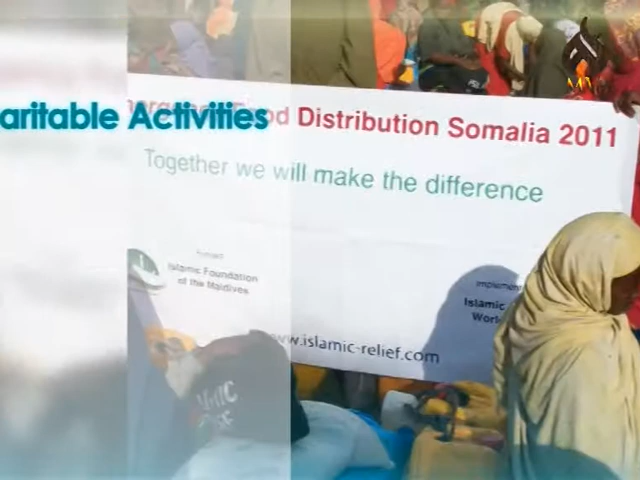 aritable Activities
Food Distribution Somalia 2011
Together we will make the difference
Islamic Foundation
of the Maldives
Islamic
www.islamic-relief.com